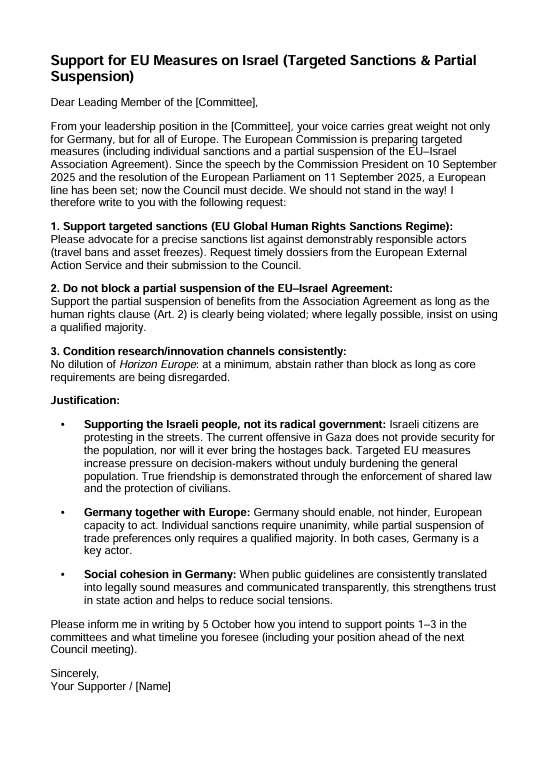 Support for EU Measures on Israel (Targeted Sanctions & Partial
Suspension)
Dear Leading Member of the [Committee],
From your leadership position in the [Committee], your voice carries great weight not only
for Germany, but for all of Europe. The European Commission is preparing targeted
measures (including individual sanctions and a partial suspension of the EU–Israel
Association Agreement). Since the speech by the Commission President on 10 September
2025 and the resolution of the European Parliament on 11 September 2025, a European
line has been set; now the Council must decide. We should not stand in the way! I
therefore write to you with the following request:
1. Support targeted sanctions (EU Global Human Rights Sanctions Regime):
Please advocate for a precise sanctions list against demonstrably responsible actors
(travel bans and asset freezes). Request timely dossiers from the European External
Action Service and their submission to the Council.
2. Do not block a partial suspension of the EU–Israel Agreement:
Support the partial suspension of benefits from the Association Agreement as long as the
human rights clause (Art. 2) is clearly being violated; where legally possible, insist on using
a qualified majority.
3. Condition research/innovation channels consistently:
No dilution of Horizon Europe: at a minimum, abstain rather than block as long as core
requirements are being disregarded.
Justification:
• Supporting the Israeli people, not its radical government: Israeli citizens are
protesting in the streets. The current offensive in Gaza does not provide security for
the population, nor will it ever bring the hostages back. Targeted EU measures
increase pressure on decision-makers without unduly burdening the general
population. True friendship is demonstrated through the enforcement of shared law
and the protection of civilians.
• Germany together with Europe: Germany should enable, not hinder, European
capacity to act. Individual sanctions require unanimity, while partial suspension of
trade preferences only requires a qualified majority. In both cases, Germany is a
key actor.
• Social cohesion in Germany: When public guidelines are consistently translated
into legally sound measures and communicated transparently, this strengthens trust
in state action and helps to reduce social tensions.
Please inform me in writing by 5 October how you intend to support points 1–3 in the
committees and what timeline you foresee (including your position ahead of the next
Council meeting).
Sincerely,
Your Supporter / [Name]